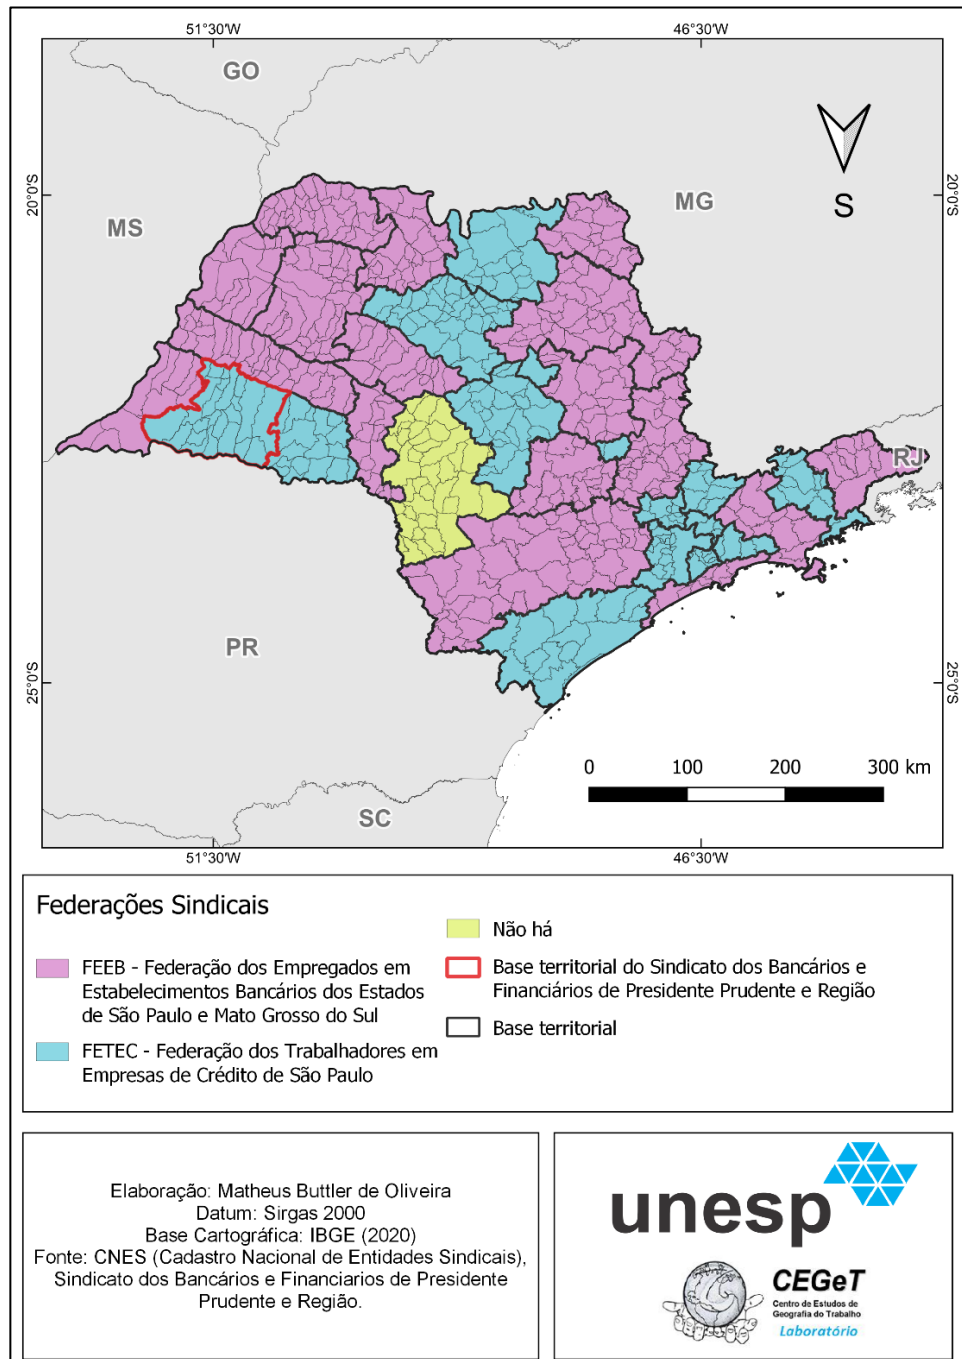 51°30'W
46°30'W
GO
20°0'S
20°0'S
MS
MG
S
RJ
PR
25°0'S
25°0'S
0 100 200 300 km
SC
51°30'W
46°30'W
Federações Sindicais
FEEB - Federação dos Empregados em
Estabelecimentos Bancários dos Estados
de São Paulo e Mato Grosso do Sul
FETEC - Federação dos Trabalhadores em
Empresas de Crédito de São Paulo
Não há
Base territorial do Sindicato dos Bancários e
Financiários de Presidente Prudente e Região
Base territorial
Elaboração: Matheus Buttler de Oliveira
Datum: Sirgas 2000
Base Cartográfica: IBGE (2020)
Fonte: CNES (Cadastro Nacional de Entidades Sindicais),
Sindicato dos Bancários e Financiarios de Presidente
Prudente e Região.
unesp
CEGeT
Centro de Estudos de
Geografia do Trabalho
Laboratório